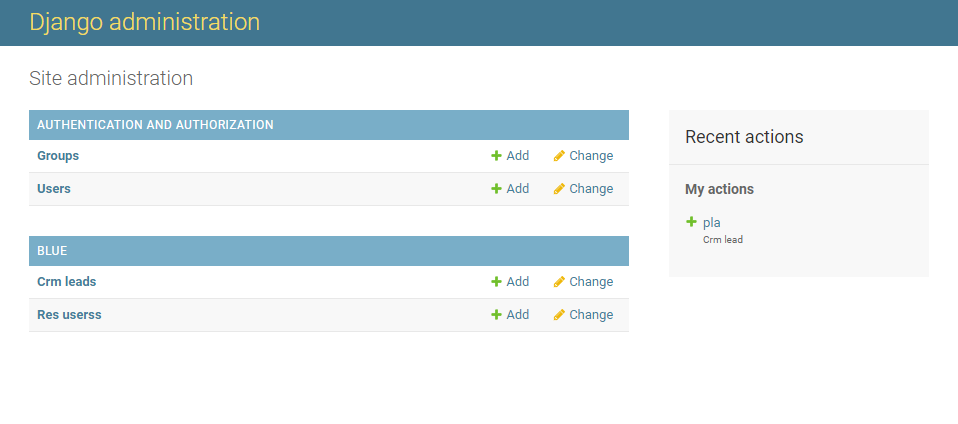 Django administration
Site administration
AUTHENTICATION AND AUTHORIZATION
Groups Add Change
Users Add Change
BLUE
Crm leads Add Change
Res userss Add Change
Recent actions
My actions
pla
Crm lead